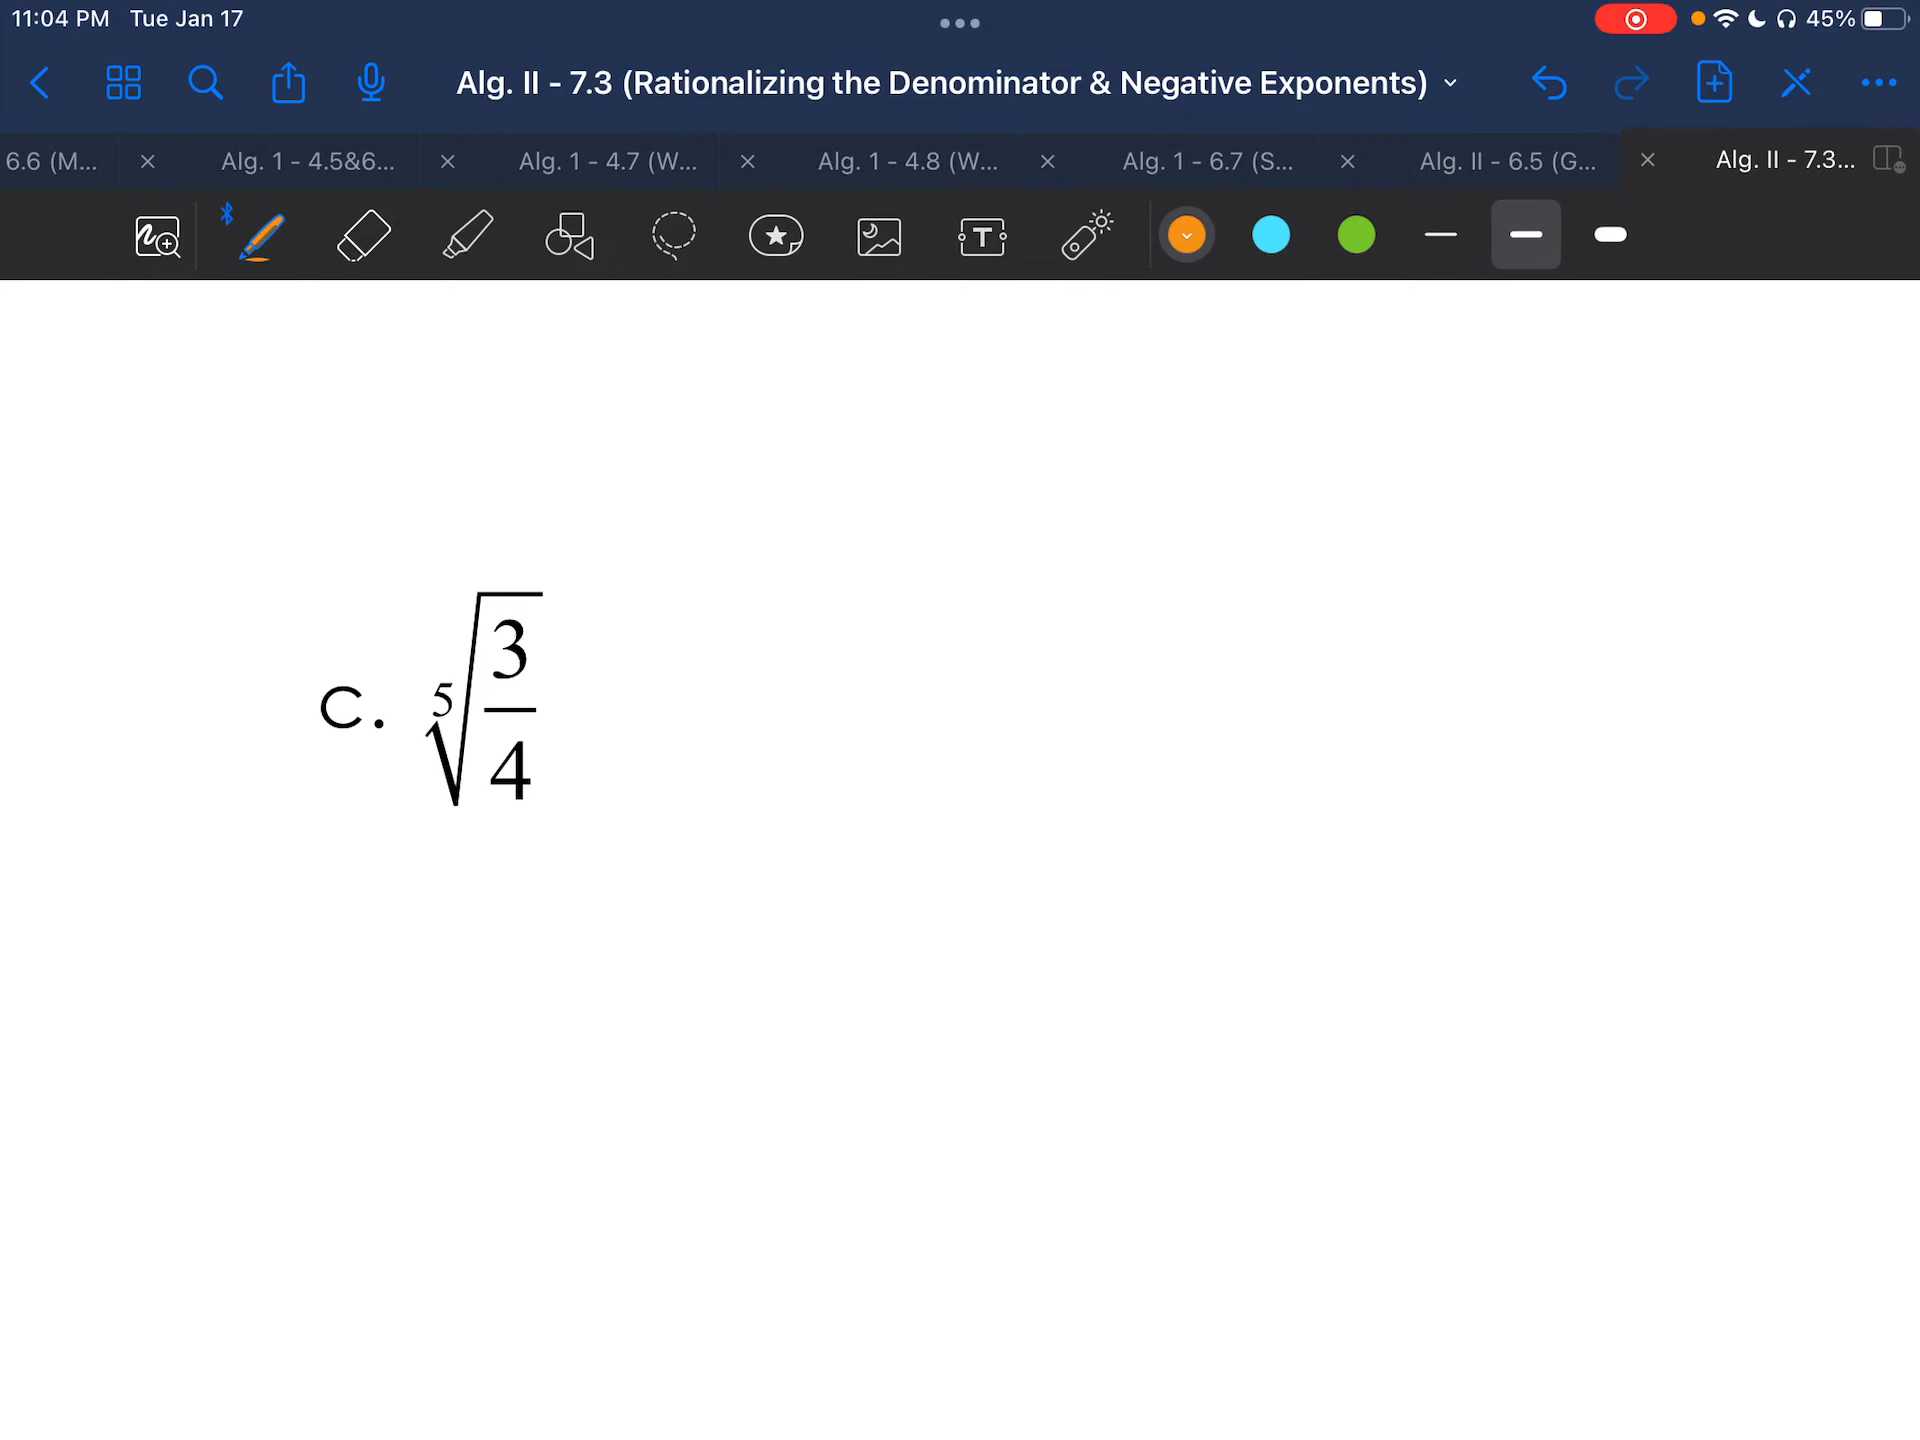 11:04 PM Tue Jan 17
45%
Alg. II - 7.3 (Rationalizing the Denominator & Negative Exponents)
6.6 (M... Alg. 1 - 4.5&6... Alg. 1 - 4.7 (W... Alg. 1 - 4.8 (W... Alg. 1 - 6.7 (S... Alg. II - 6.5 (G... Alg. II - 7.3...
T
c. ⁵√(3/4)